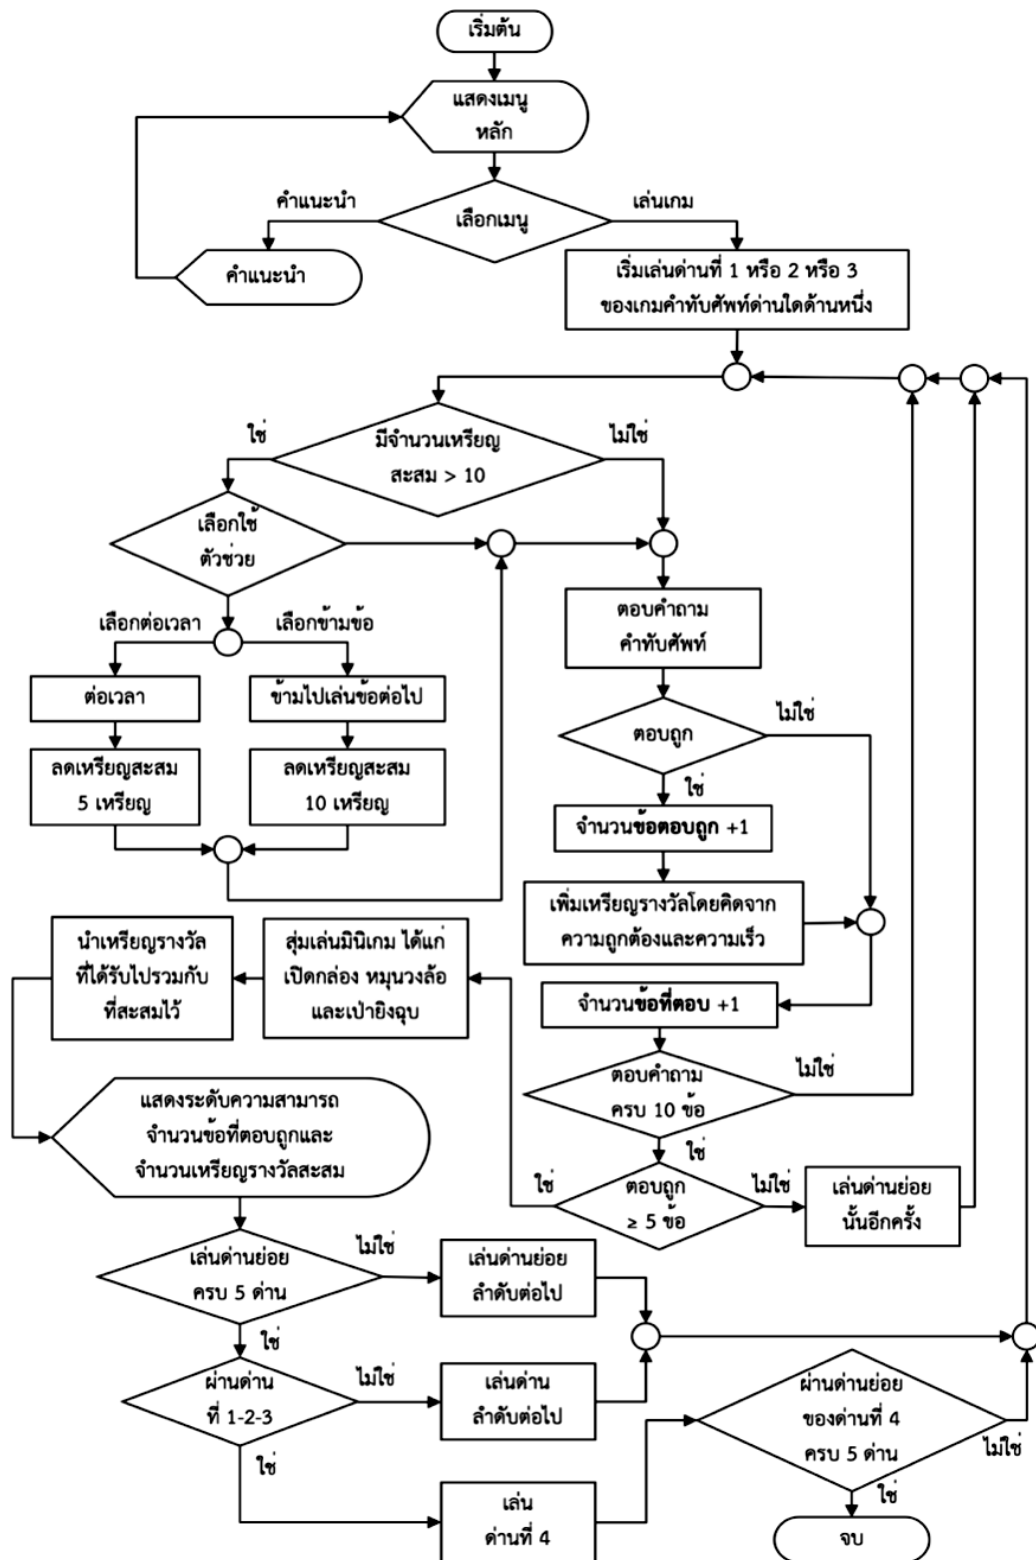 เริ่มต้น
แสดงเมนู
หลัก
คำแนะนำ
เลือกเมนู
เล่นเกม
คำแนะนำ
เริ่มเล่นด่านที่ 1 หรือ 2 หรือ 3
ของเกมคำทับศัพท์ด่านใดด้านหนึ่ง
ใช่
มีจำนวนเหรียญ
สะสม > 10
ไม่ใช่
เลือกใช้
ตัวช่วย
เลือกต่อเวลา
เลือกข้ามข้อ
ต่อเวลา
ข้ามไปเล่นข้อต่อไป
ลดเหรียญสะสม
5 เหรียญ
ลดเหรียญสะสม
10 เหรียญ
ตอบคำถาม
คำทับศัพท์
ตอบถูก
ไม่ใช่
ใช่
จำนวนข้อตอบถูก +1
เพิ่มเหรียญรางวัลโดยคิดจาก
ความถูกต้องและความเร็ว
จำนวนข้อที่ตอบ +1
ตอบคำถาม
ครบ 10 ข้อ
ไม่ใช่
ใช่
ตอบถูก
≥ 5 ข้อ
ใช่
ไม่ใช่
เล่นด่านย่อย
นั้นอีกครั้ง
สุ่มเล่นมินิเกม ได้แก่
เปิดกล่อง หมุนวงล้อ
และเป่ายิงฉุบ
นำเหรียญรางวัล
ที่ได้รับไปรวมกับ
ที่สะสมไว้
แสดงระดับความสามารถ
จำนวนข้อที่ตอบถูกและ
จำนวนเหรียญรางวัลสะสม
เล่นด่านย่อย
ครบ 5 ด่าน
ไม่ใช่
เล่นด่านย่อย
ลำดับต่อไป
ใช่
ผ่านด่าน
ที่ 1-2-3
ไม่ใช่
เล่นด่าน
ลำดับต่อไป
ใช่
เล่น
ด่านที่ 4
ผ่านด่านย่อย
ของด่านที่ 4
ครบ 5 ด่าน
ไม่ใช่
ใช่
จบ